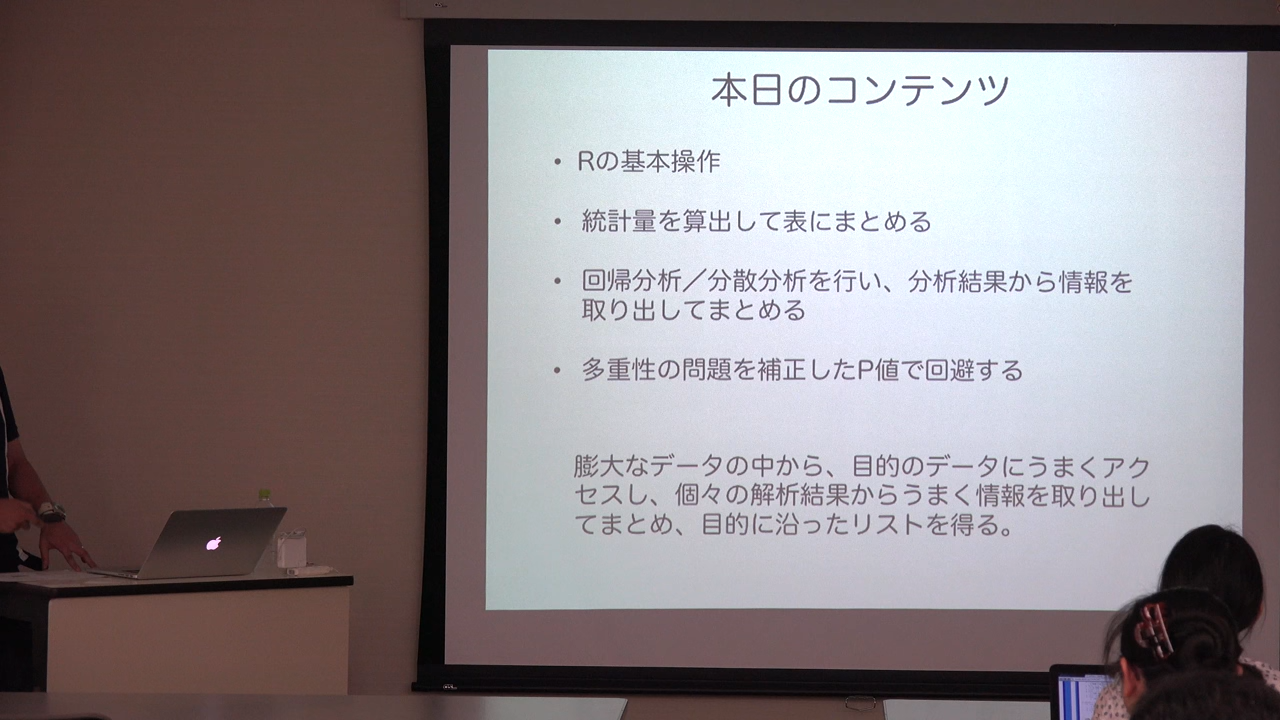 本日のコンテンツ
• Rの基本操作
• 統計量を算出して表にまとめる
• 回帰分析／分散分析を行い、分析結果から情報を
取り出してまとめる
• 多重性の問題を補正したP値で回避する
膨大なデータの中から、目的のデータにうまくアク
セスし、個々の解析結果からうまく情報を取り出し
てまとめ、目的に沿ったリストを得る。